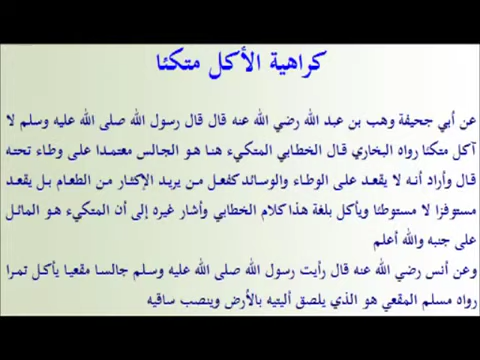 كراهية الأكل متكئا
عن أبي جحيفة وهب بن عبد الله رضي الله عنه قال قال رسول الله صلى الله عليه وسلم لا
آكل متكئا رواه البخاري قال الخطابي المتكيء هنا هو الجالس معتمدا على وطاء تحته
قال وأراد أنه لا يقعد على الوطاء والوسائد كفعل من يريد الإكثار من الطعام بل يقعد
مستوفزا لا مستوطئا ويأكل بلغة هذا كلام الخطابي وأشار غيره إلى أن المتكيء هو المائل
على جنبه والله أعلم
وعن أنس رضي الله عنه قال رأيت رسول الله صلى الله عليه وسلم جالسا مقعيا يأكل تمرا
رواه مسلم المقعي هو الذي يلصق أليتيه بالأرض وينصب ساقيه